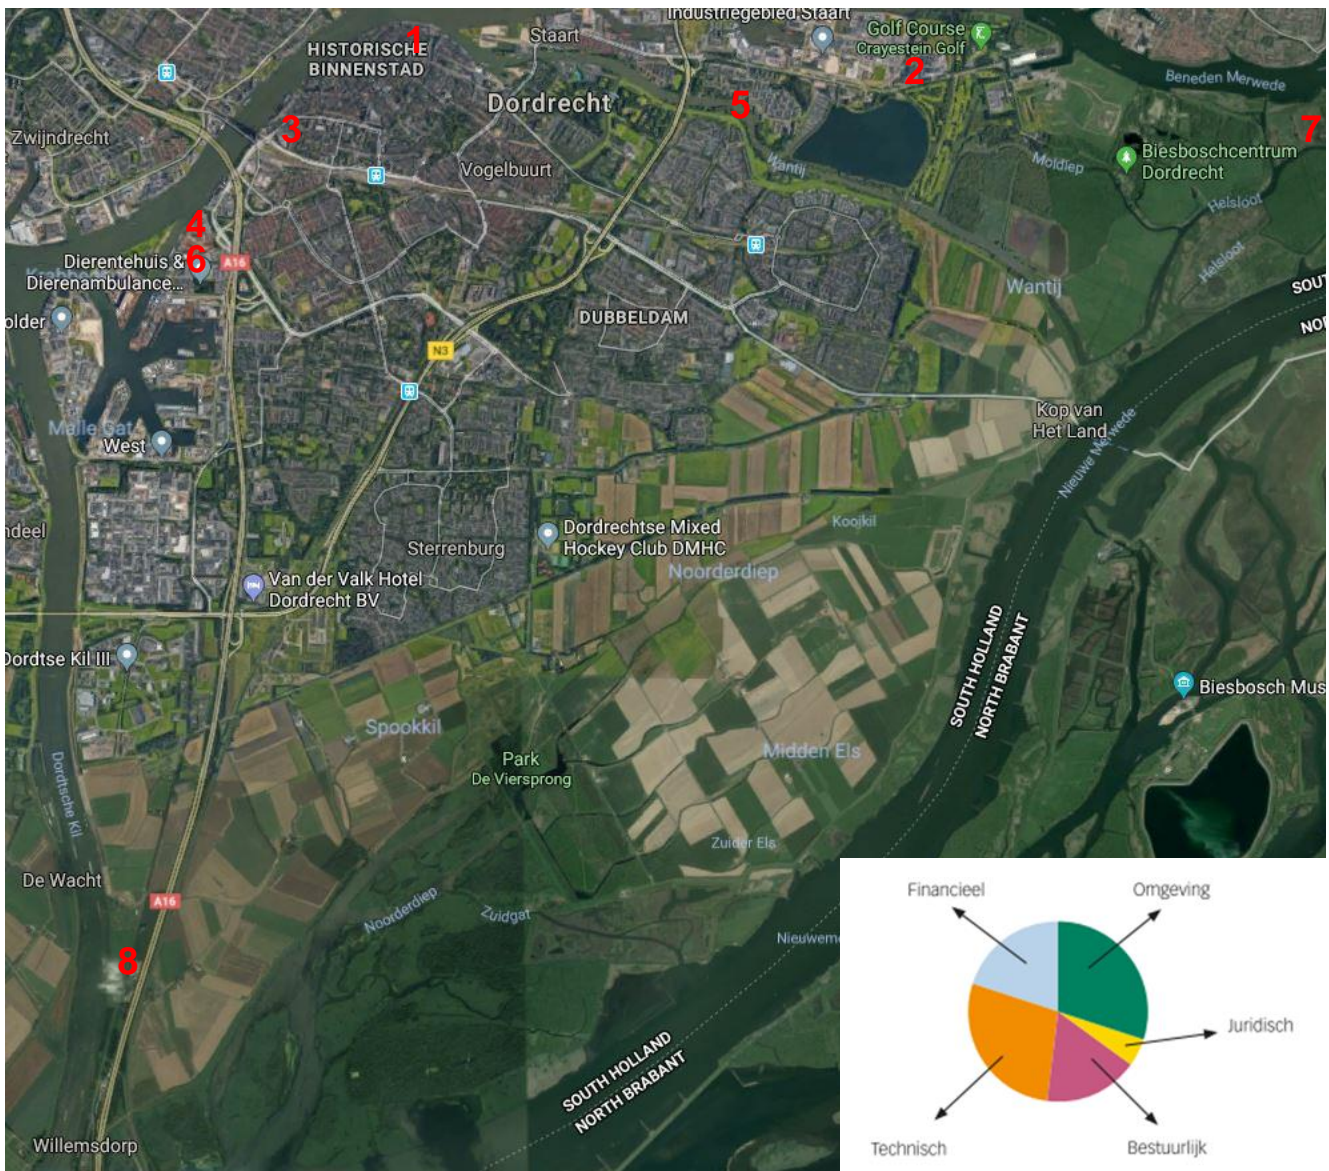 Industriegebied Staart
1
Staart
Golf Course
Crayestein Golf
HISTORISCHE
BINNENSTAD
2
Beneden Merwede
Dordrecht
5
3
7
Zwijndrecht
Vogelbuurt
Wantij
Moldiep
Biesboschcentrum
Dordrecht
Helsloot
4
6
Dierentehuis &
Dierenambulance...
A16
Helsloot
Wantij
SOUT
NOR
older
DUBBELDAM
N3
Malle Gat
West
Kop van
Het Land
Nieuwe Merwede
ndeel
Sterrenburg
Dordrechtse Mixed
Hockey Club DMHC
Kooikil
Noorderdiep
Van der Valk Hotel
Dordrecht BV
Dordtse Kil III
SOUTH HOLLAND
NORTH BRABANT
Biesbosch Mus
Spookkil
Park
De Viersprong
Midden Els
Dordtsche Kil
Zuider Els
De Wacht
A16
Noorderdiep
Zuidgat
Nieuweme
8
SOUTH HOLLAND
NORTH BRABANT
Willemsdorp
Financieel
Omgeving
Juridisch
Technisch
Bestuurlijk